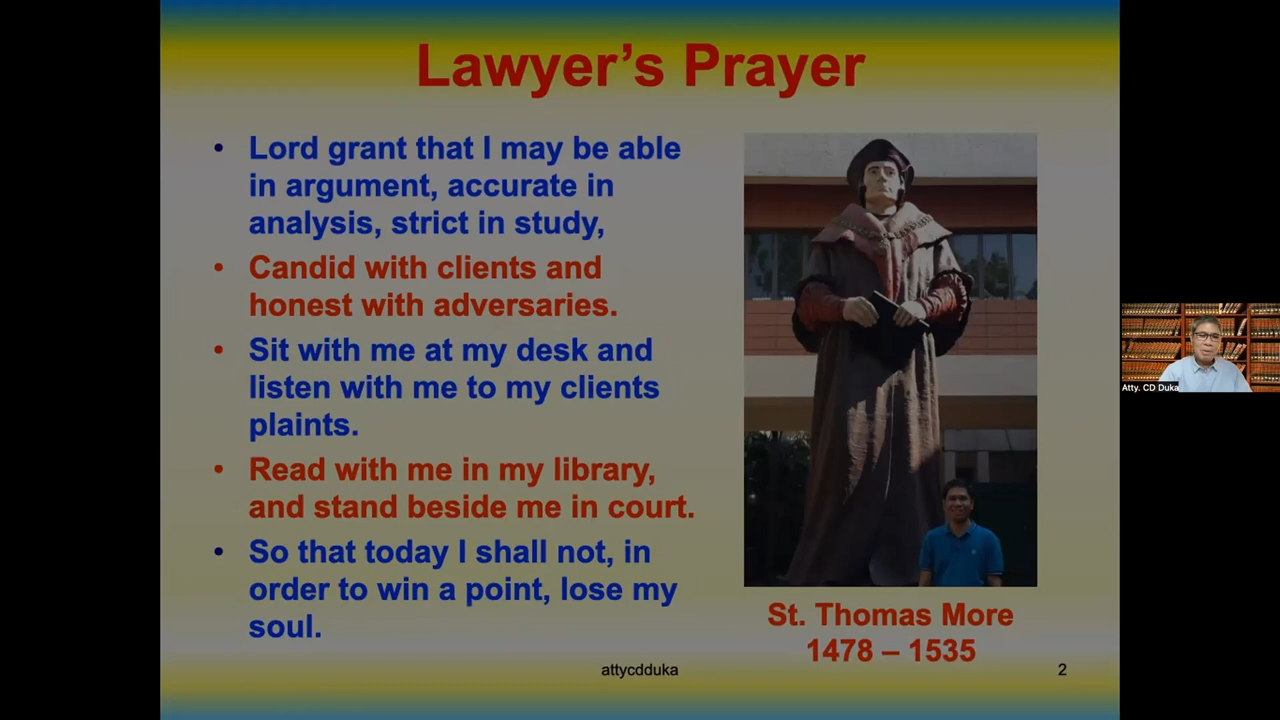 Lawyer's Prayer
• Lord grant that I may be able
in argument, accurate in
analysis, strict in study,
• Candid with clients and
honest with adversaries.
• Sit with me at my desk and
listen with me to my clients
plaints.
• Read with me in my library,
and stand beside me in court.
• So that today I shall not, in
order to win a point, lose my
soul.
St. Thomas More
1478 – 1535
attycdduka
2
Atty. CD Duka